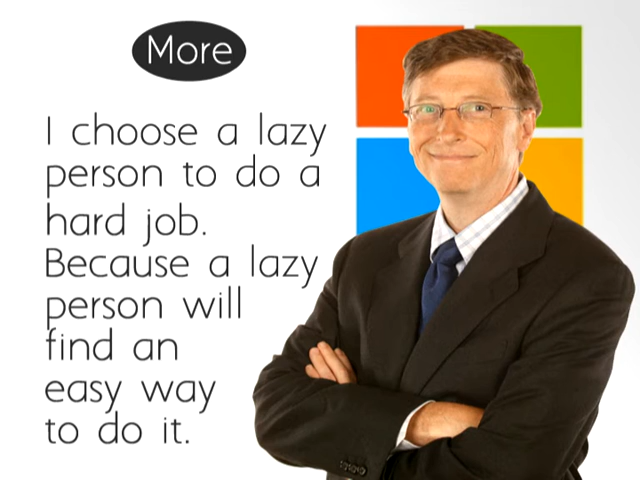 More
I choose a lazy
person to do a
hard job.
Because a lazy
person will
find an
easy way
to do it.